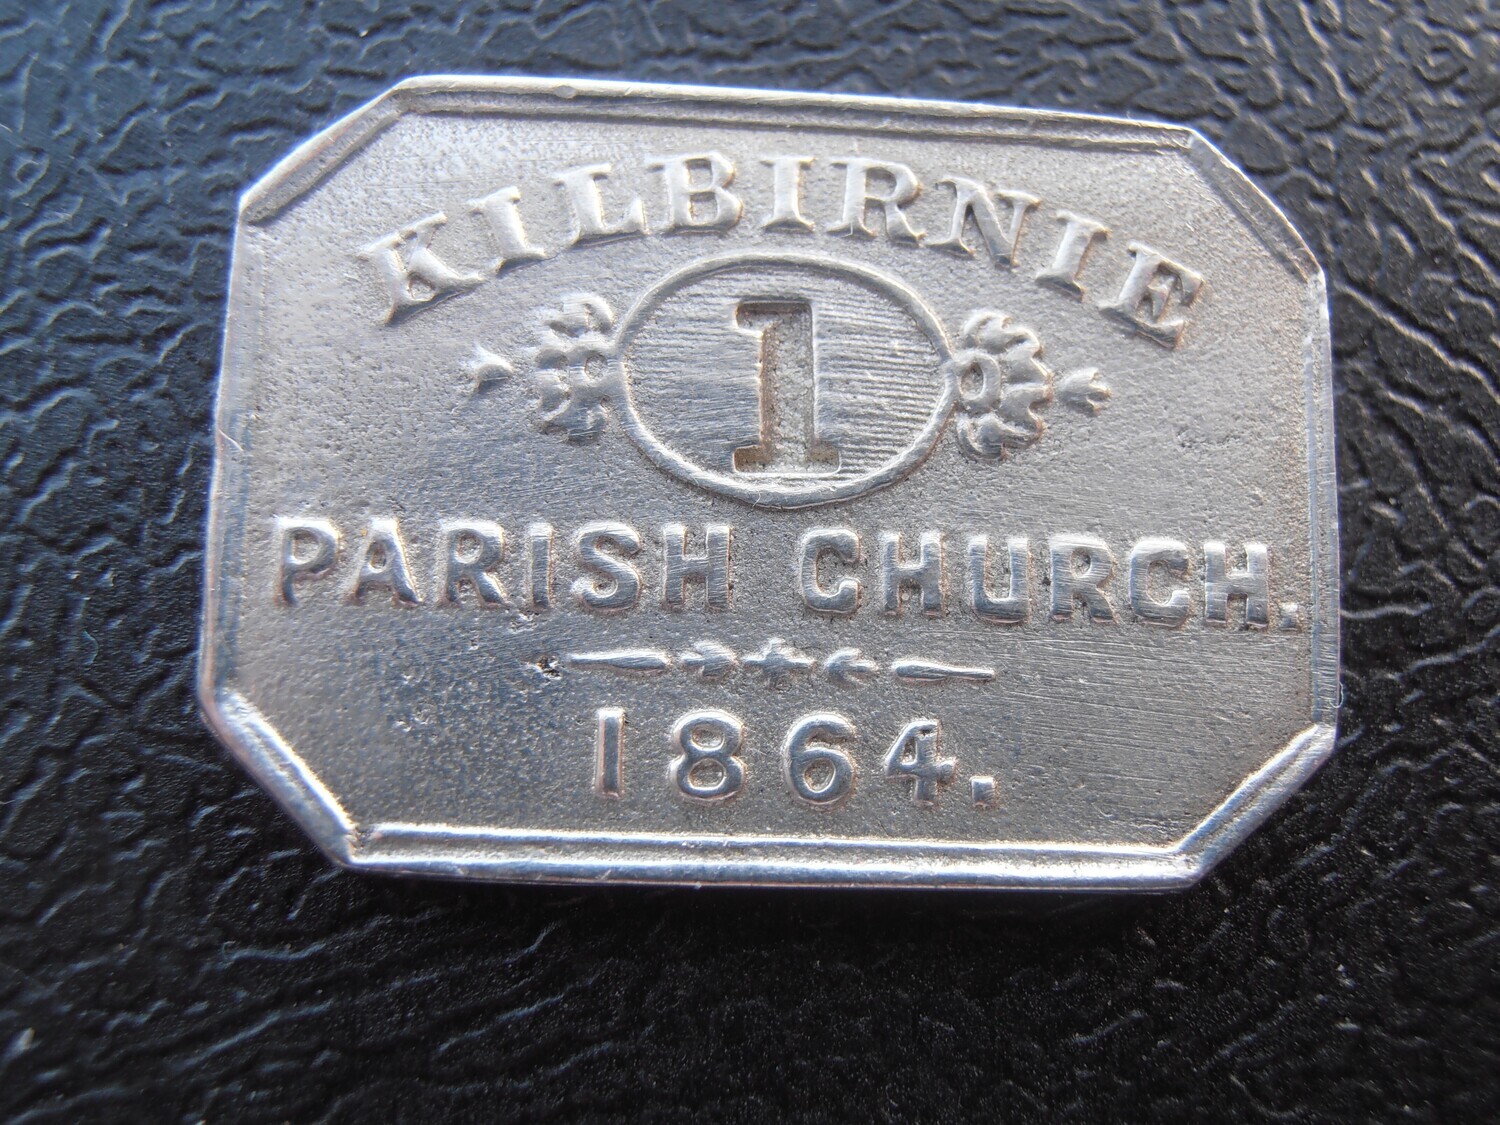 KILBIRNIE
1
PARISH CHURCH.
1864.